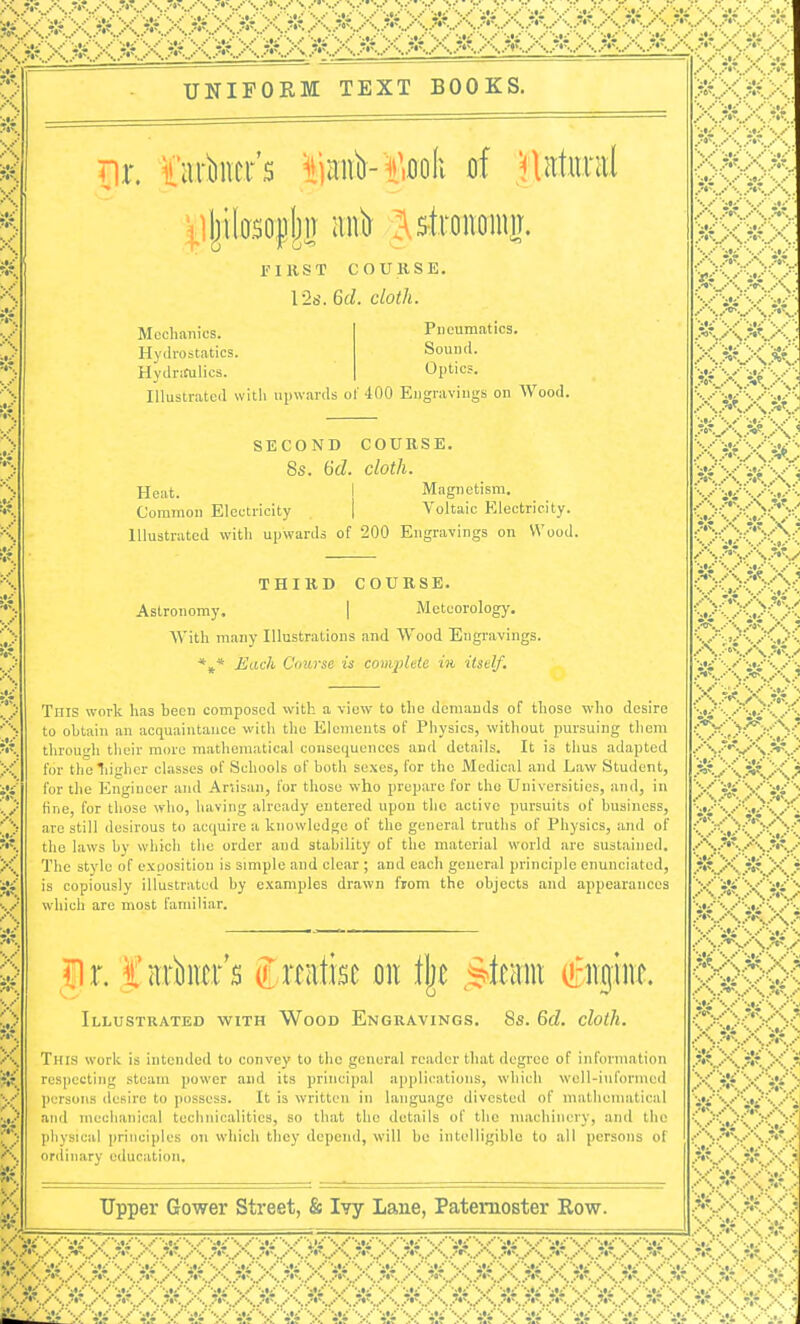 UNIFORM TEXT BOOKS.
Dr. Lardner's Hand-Book of Natural
Philosophy and Astronomy.
FIRST COURSE.
12s. 6d. cloth.
Mechanics. | Pneumatics.
Hydrostatics. | Sound.
Hydraulics. | Optics.
Illustrated with upwards of 400 Engravings on Wood.
SECOND COURSE.
8s. 6d. cloth.
Heat. | Magnetism.
Common Electricity | Voltaic Electricity.
Illustrated with upwards of 200 Engravings on Wood.
THIRD COURSE.
Astronomy. | Meteorology.
With many Illustrations and Wood Engravings.
*** Each Course is complete in itself.
THIS work has been composed with a view to the demands of those who desire
to obtain an acquaintance with the Elements of Physics, without pursuing them
through their more mathematical consequences and details. It is thus adapted
for the higher classes of Schools of both sexes, for the Medical and Law Student,
for the Engineer and Artisan, for those who prepare for the Universities, and, in
fine, for those who, having already entered upon the active pursuits of business,
are still desirous to acquire a knowledge of the general truths of Physics, and of
the laws by which the order and stability of the material world are sustained.
The style of exposition is simple and clear; and each general principle enunciated,
is copiously illustrated by examples drawn from the objects and appearances
which are most familiar.
Dr. Lardner's Treatise on the Steam Engine.
ILLUSTRATED WITH WOOD ENGRAVINGS. 8s. 6d. cloth.
THIS work is intended to convey to the general reader that degree of information
respecting steam power and its principal applications, which well-informed
persons desire to possess. It is written in language divested of mathematical
and mechanical technicalities, so that the details of the machinery, and the
physical principles on which they depend, will be intelligible to all persons of
ordinary education.
Upper Gower Street, & Ivy Lane, Paternoster Row.